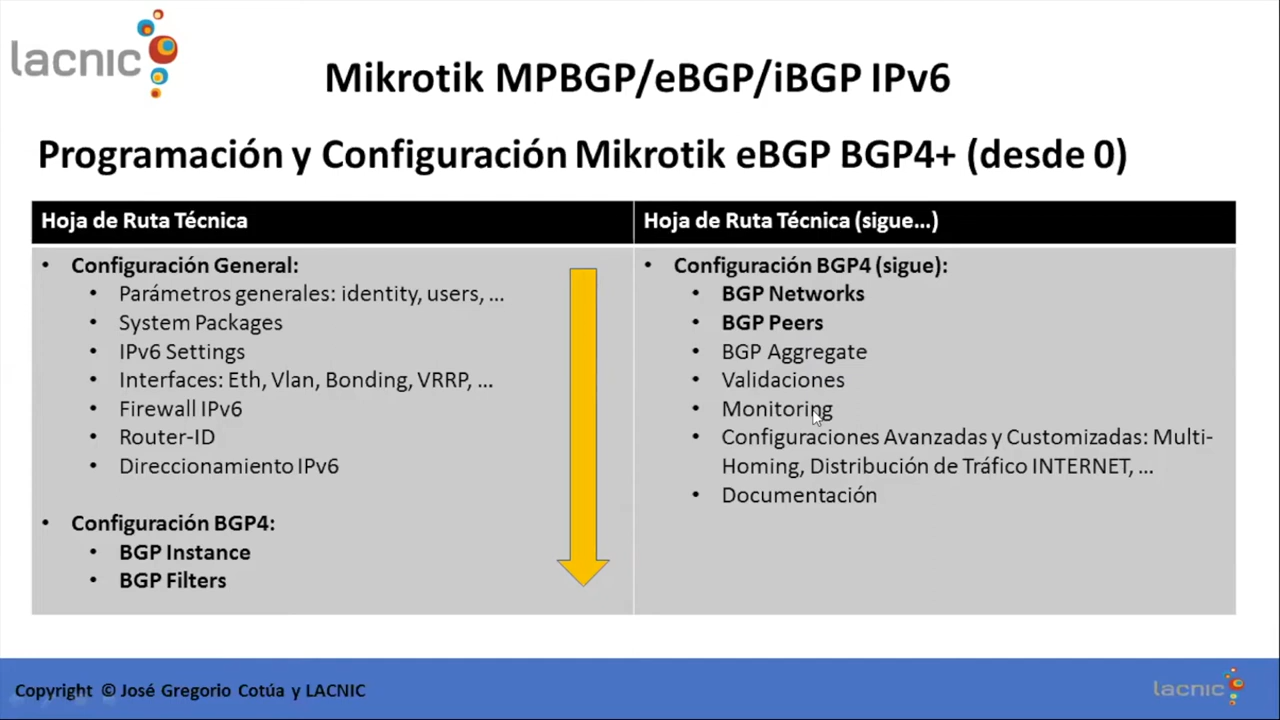 lacnic
Mikrotik MPBGP/eBGP/iBGP IPv6
Programación y Configuración Mikrotik eBGP BGP4+ (desde 0)
Hoja de Ruta Técnica
• Configuración General:
• Parámetros generales: identity, users, ...
• System Packages
• IPv6 Settings
• Interfaces: Eth, Vlan, Bonding, VRRP, ...
• Firewall IPv6
• Router-ID
• Direccionamiento IPv6
• Configuración BGP4:
• BGP Instance
• BGP Filters
Hoja de Ruta Técnica (sigue...)
• Configuración BGP4 (sigue):
• BGP Networks
• BGP Peers
• BGP Aggregate
• Validaciones
• Monitoring
• Configuraciones Avanzadas y Customizadas: Multi-
Homing, Distribución de Tráfico INTERNET, ...
• Documentación
Copyright © José Gregorio Cotúa y LACNIC
lacnic